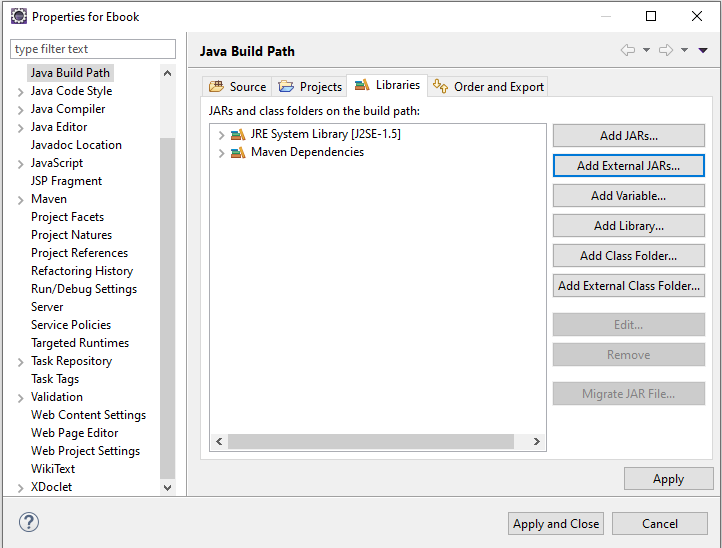 Properties for Ebook
type filter text
Java Build Path
Java Code Style
Java Compiler
Java Editor
Javadoc Location
JavaScript
JSP Fragment
Maven
Project Facets
Project Natures
Project References
Refactoring History
Run/Debug Settings
Server
Service Policies
Targeted Runtimes
Task Repository
Task Tags
Validation
Web Content Settings
Web Page Editor
Web Project Settings
WikiText
XDoclet
Java Build Path
Source Projects Libraries Order and Export
JARs and class folders on the build path:
JRE System Library [J2SE-1.5]
Maven Dependencies
Add JARs...
Add External JARs...
Add Variable...
Add Library...
Add Class Folder...
Add External Class Folder...
Edit...
Remove
Migrate JAR File...
Apply
?
Apply and Close Cancel